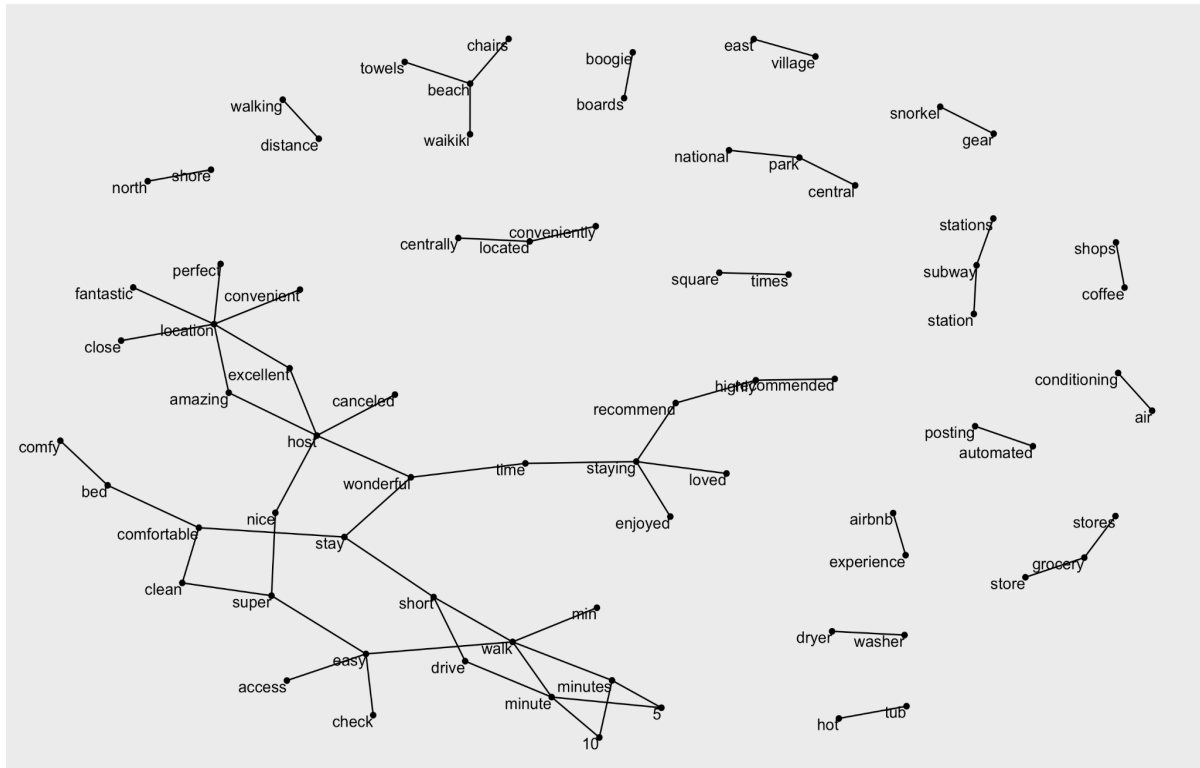 chairs
east
boogie
village
towels
beach
boards
walking
snorkel
waikiki
distance
gear
national
park
shore
north
central
stations
conveniently
centrally
located
shops
perfect
subway
square
times
fantastic
convenient
coffee
station
location
close
excellent
conditioning
highly
recommended
amazing
canceled
recommend
air
host
posting
comfy
automated
time
staying
loved
wonderful
bed
nice
airbnb
enjoyed
stores
comfortable
stay
experience
grocery
store
clean
super
short
min
dryer
washer
walk
easy
drive
access
minutes
minute
5
tub
check
hot
10